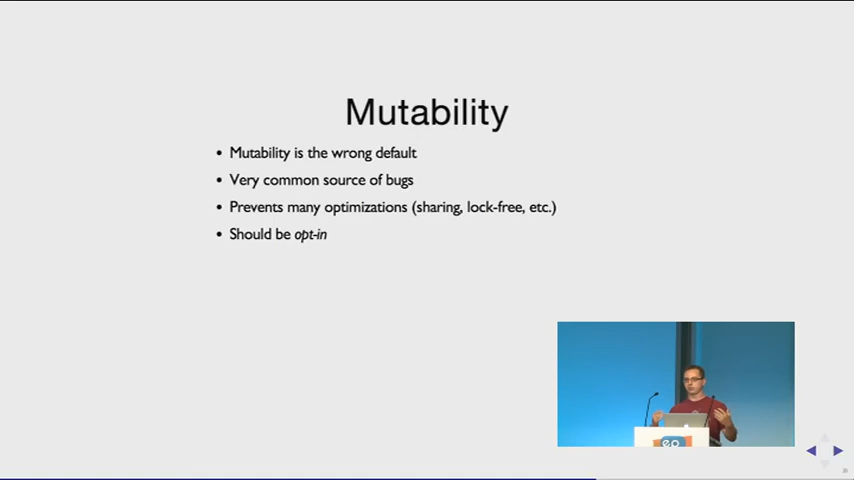 Mutability
• Mutability is the wrong default
• Very common source of bugs
• Prevents many optimizations (sharing, lock-free, etc.)
• Should be opt-in
ep